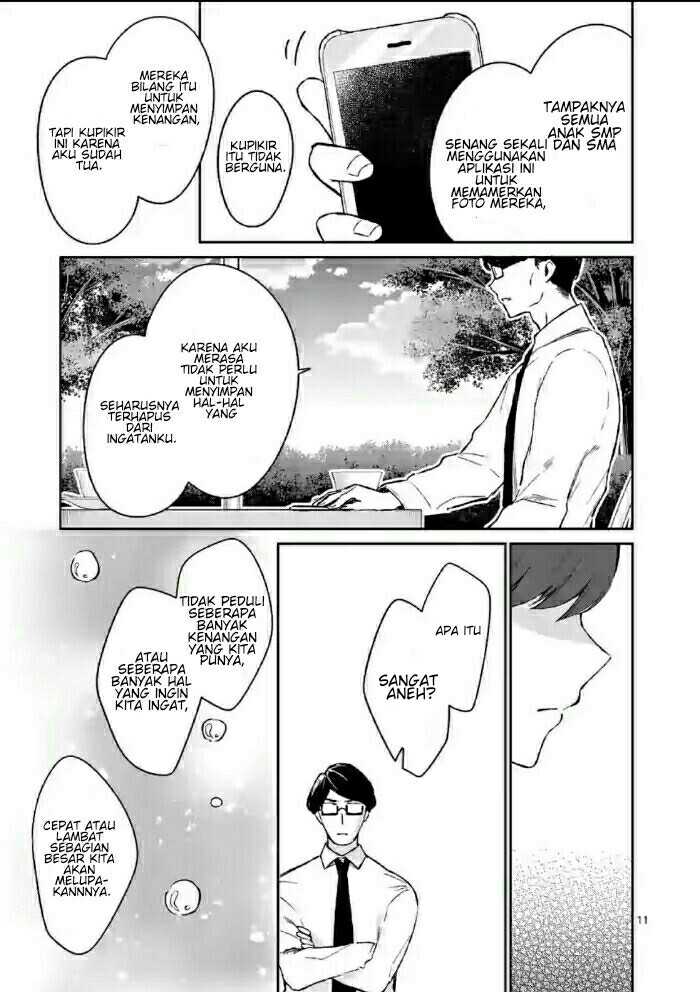 TAMPAKNYA
SEMUA
ANAK SMP
DAN SMA
SENANG SEKALI
MENGGUNAKAN
APLIKASI INI
UNTUK
MEMAMERKAN
FOTO MEREKA,
KUPIKIR
ITU TIDAK
BERGUNA.
MEREKA
BILANG ITU
UNTUK
MENYIMPAN
KENANGAN,
TAPI KUPIKIR
INI KARENA
AKU SUDAH
TUA.
KARENA AKU
MERASA
TIDAK PERLU
UNTUK
MENYIMPAN
HAL-HAL
YANG
SEHARUSNYA
TERHAPUS
DARI
INGATANKU.
APA ITU
SANGAT
ANEH?
TIDAK PEDULI
SEBERAPA
BANYAK
KENANGAN
YANG KITA
PUNYA,
ATAU
SEBERAPA
BANYAK HAL
YANG INGIN
KITA INGAT,
CEPAT ATAU
LAMBAT
SEBAGIAN
BESAR KITA
AKAN
MELUPA-
KANNNYA.
11